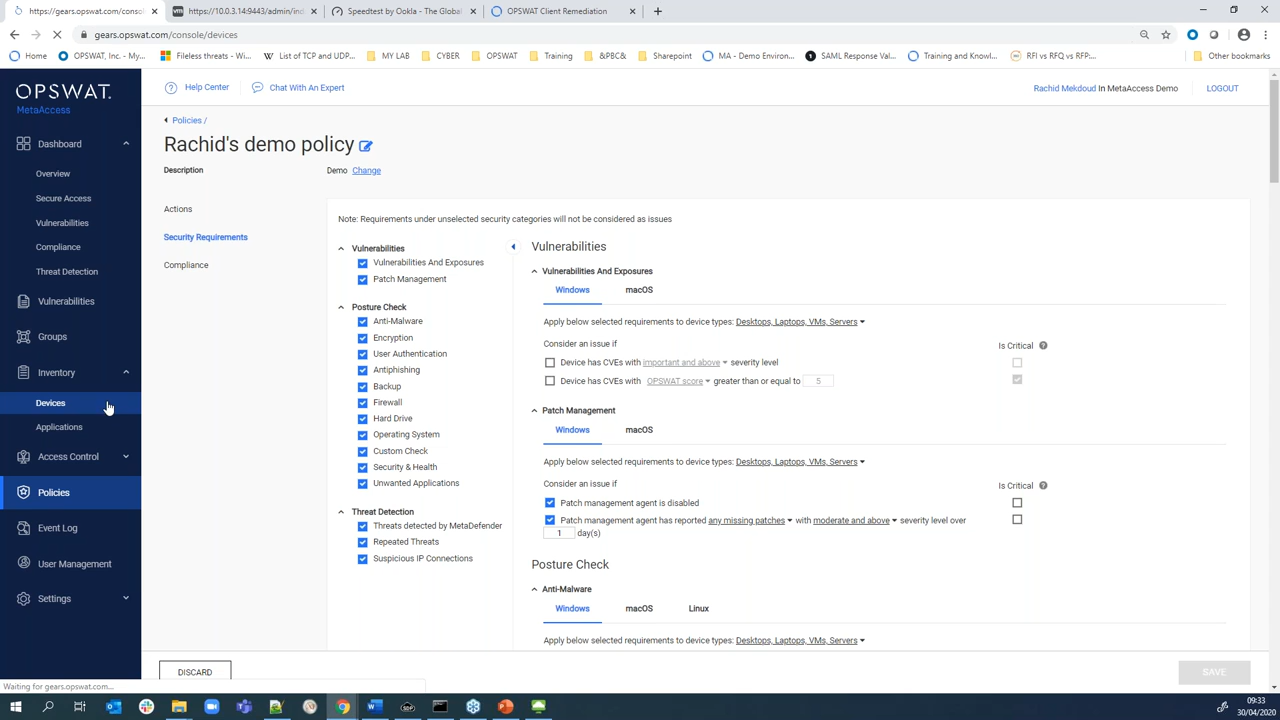 https://gears.opswat.com/consol
Rachid | https://10.0.3.14:9443/admin/ind
Speedtest by Ookla - The Global
OPSWAT Client Remediation
gears.opswat.com/console/devices
Home
OPSWAT, Inc. - My...
Fileless threats - Wi...
List of TCP and UDP...
MY LAB
CYBER
OPSWAT
Training
&PBC&
Sharepoint
MA - Demo Environ...
SAML Response Val...
Training and Knowl...
RFI vs RFQ vs RFP:...
Other bookmarks
OPSWAT.
MetaAccess
Help Center
Chat With An Expert
Rachid Mekdoud In MetaAccess Demo
LOGOUT
Dashboard
Overview
Secure Access
Vulnerabilities
Compliance
Threat Detection
Vulnerabilities
Groups
Inventory
Devices
Applications
Access Control
Policies
Event Log
User Management
Settings
Policies /
Rachid's demo policy
Description
Demo Change
Actions
Security Requirements
Compliance
Note: Requirements under unselected security categories will not be considered as issues
Vulnerabilities
Vulnerabilities And Exposures
Patch Management
Posture Check
Anti-Malware
Encryption
User Authentication
Antiphishing
Backup
Firewall
Hard Drive
Operating System
Custom Check
Security & Health
Unwanted Applications
Threat Detection
Threats detected by MetaDefender
Repeated Threats
Suspicious IP Connections
Vulnerabilities
Vulnerabilities And Exposures
Windows macOS
Apply below selected requirements to device types: Desktops, Laptops, VMs, Servers
Consider an issue if
Is Critical
Device has CVEs with important and above severity level
Device has CVEs with OPSWAT score greater than or equal to 5
Patch Management
Windows macOS
Apply below selected requirements to device types: Desktops, Laptops, VMs, Servers
Consider an issue if
Is Critical
Patch management agent is disabled
Patch management agent has reported any missing patches with moderate and above severity level over
1 day(s)
Posture Check
Anti-Malware
Windows macOS Linux
Apply below selected requirements to device types: Desktops, Laptops, VMs, Servers
DISCARD
SAVE
Waiting for gears.opswat.com...
09:33
30/04/2020